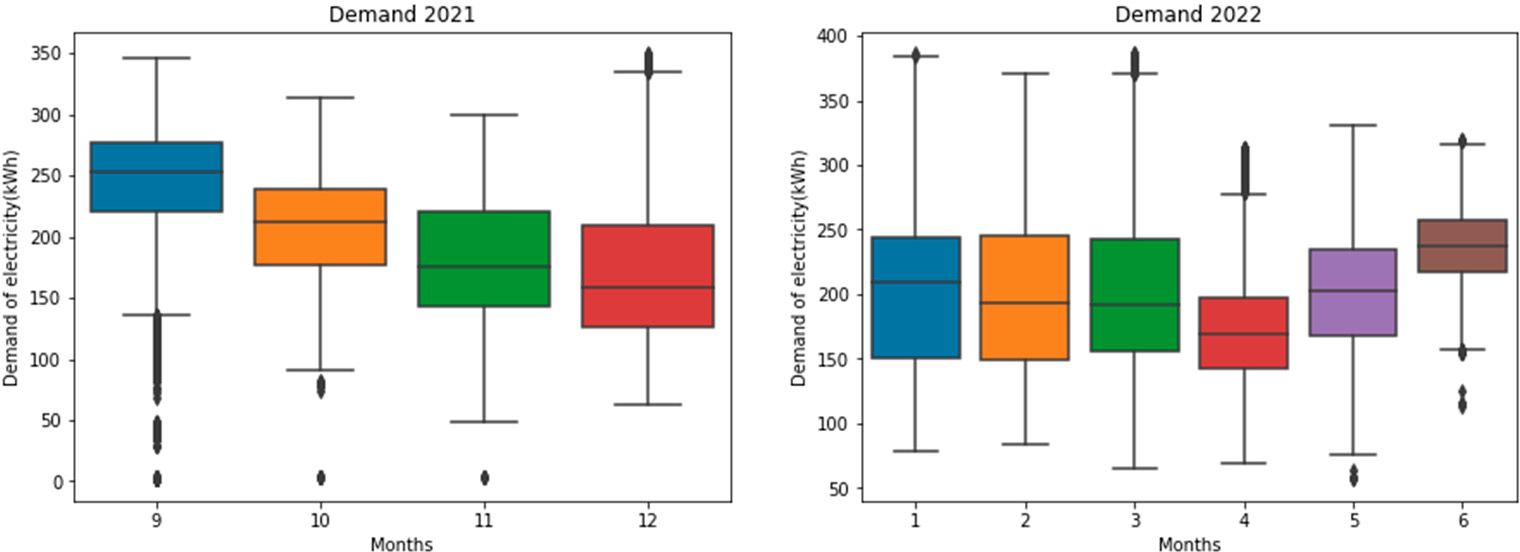 Demand 2021
Demand of electricity(kWh)
350
300
250
200
150
100
50
0
9 10 11 12
Months
Demand 2022
Demand of electricity(kWh)
400
350
300
250
200
150
100
50
1 2 3 4 5 6
Months